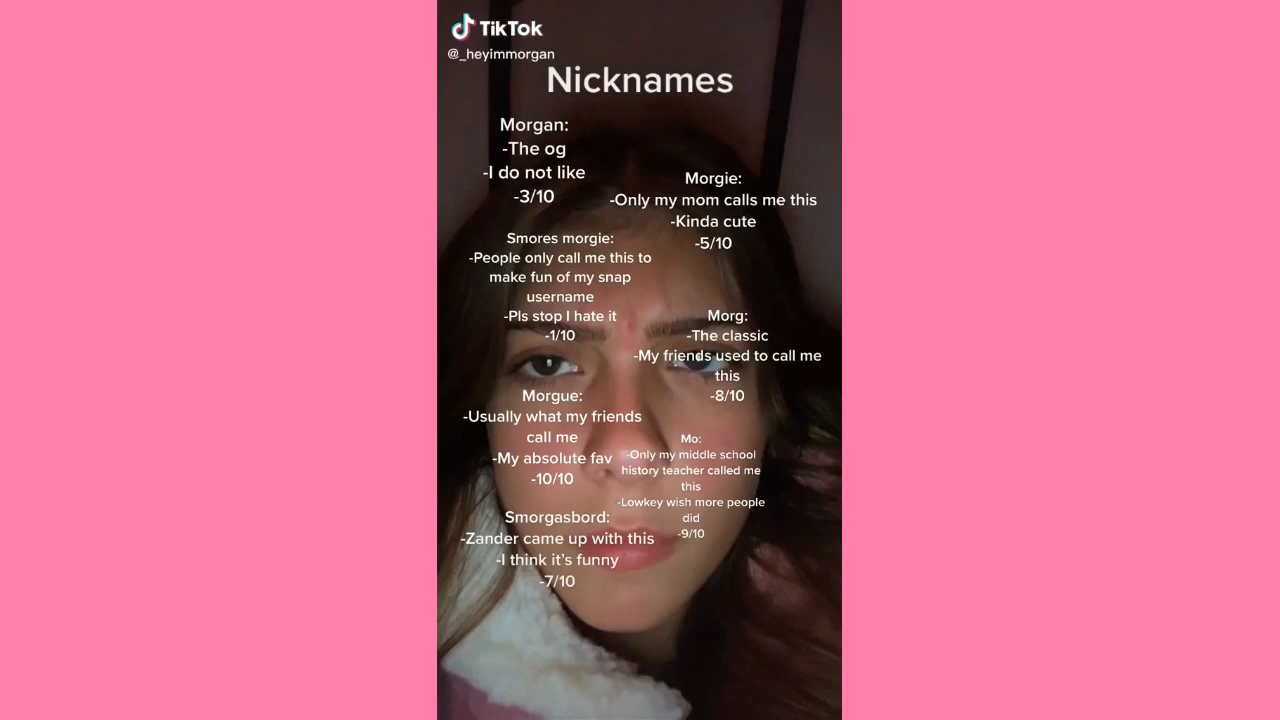 TikTok
@_heyimmorgan
Nicknames
Morgan:
-The og
-I do not like
-3/10
Morgie:
-Only my mom calls me this
-Kinda cute
-5/10
Smores morgie:
-People only call me this to
make fun of my snap
username
-Pls stop I hate it
-1/10
Morg:
-The classic
-My friends used to call me
this
-8/10
Morgue:
-Usually what my friends
call me
-My absolute fav
-10/10
Mo:
-Only my middle school
history teacher called me
this
-Lowkey wish more people
did
-9/10
Smorgasbord:
-Zander came up with this
-I think it's funny
-7/10